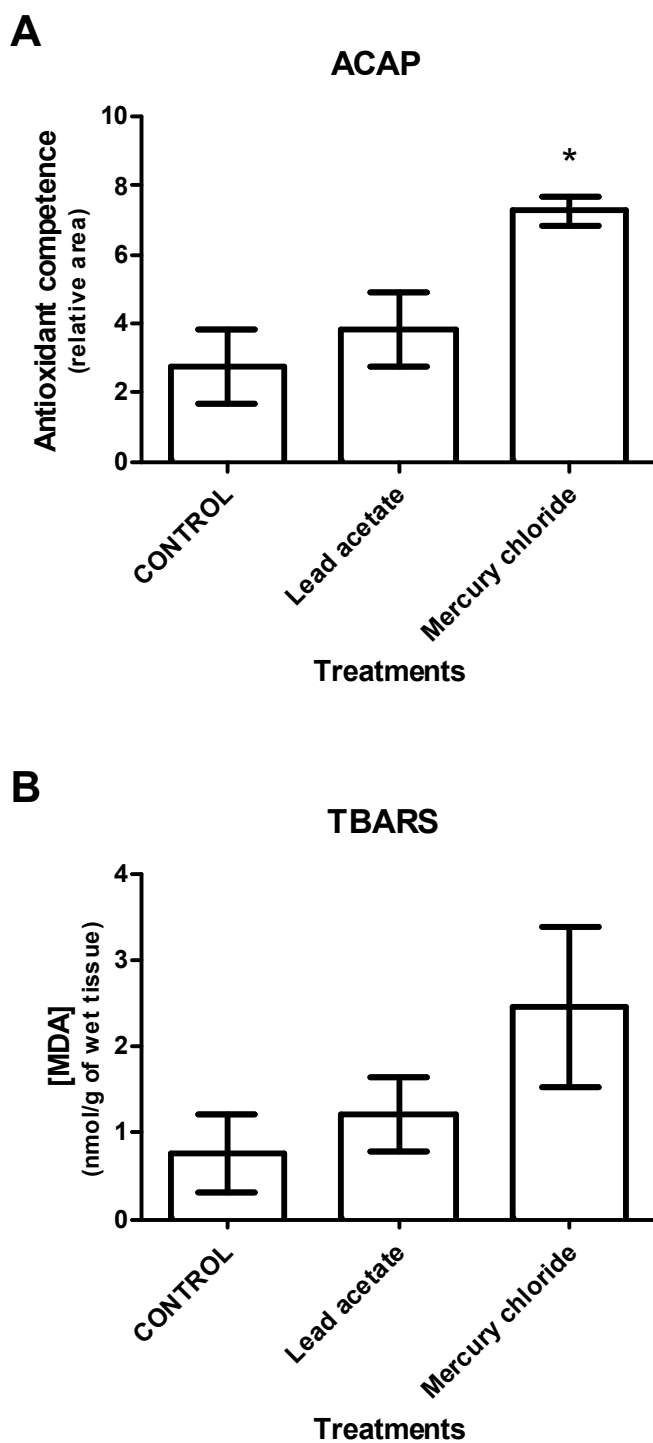 A
ACAP
Antioxidant competence
(relative area)
10
8
6
4
2
0
*
CONTROL
Lead acetate
Mercury chloride
Treatments
B
TBARS
[MDA]
(nmol/g of wet tissue)
4
3
2
1
0
CONTROL
Lead acetate
Mercury chloride
Treatments